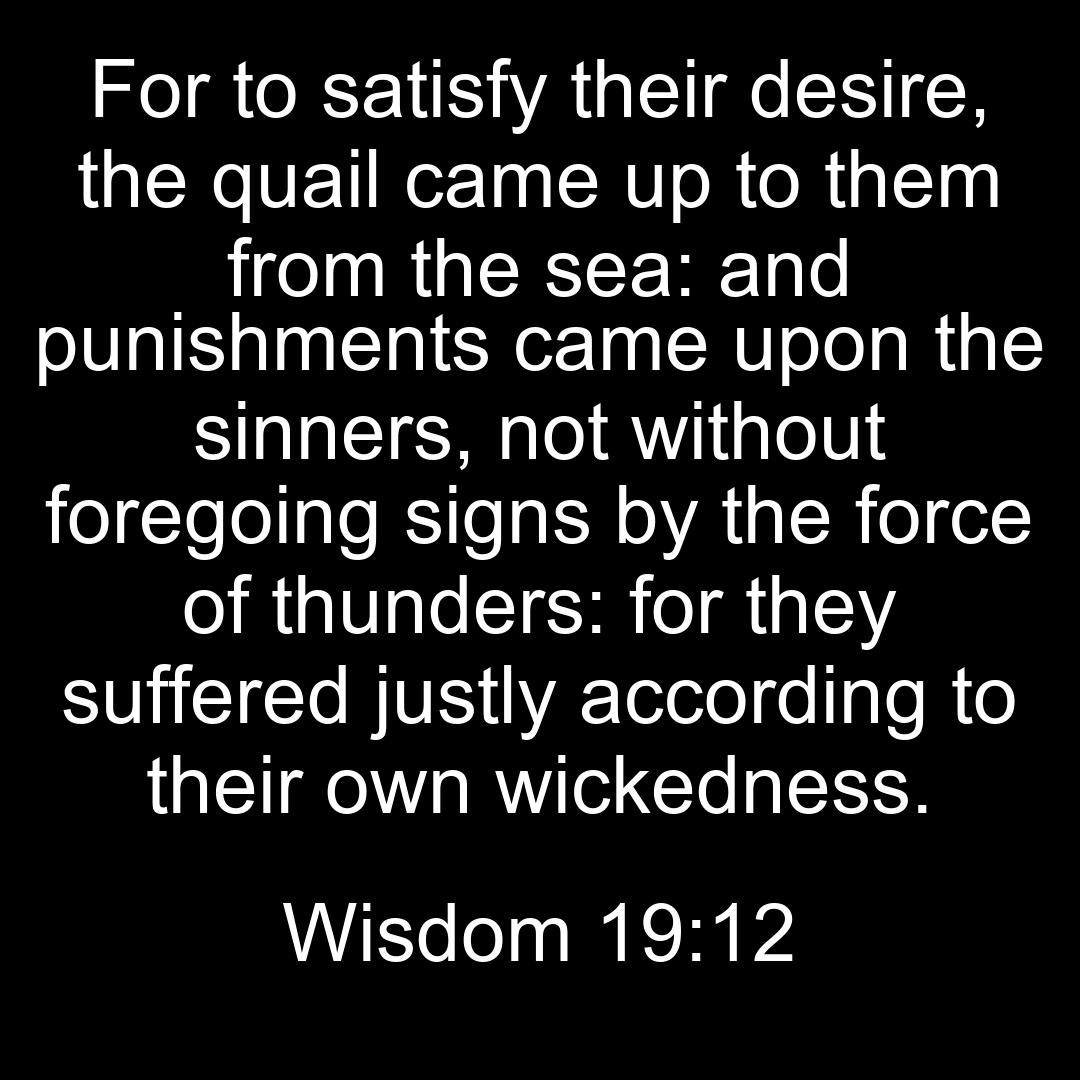 For to satisfy their desire,
the quail came up to them
from the sea: and
punishments came upon the
sinners, not without
foregoing signs by the force
of thunders: for they
suffered justly according to
their own wickedness.
Wisdom 19:12